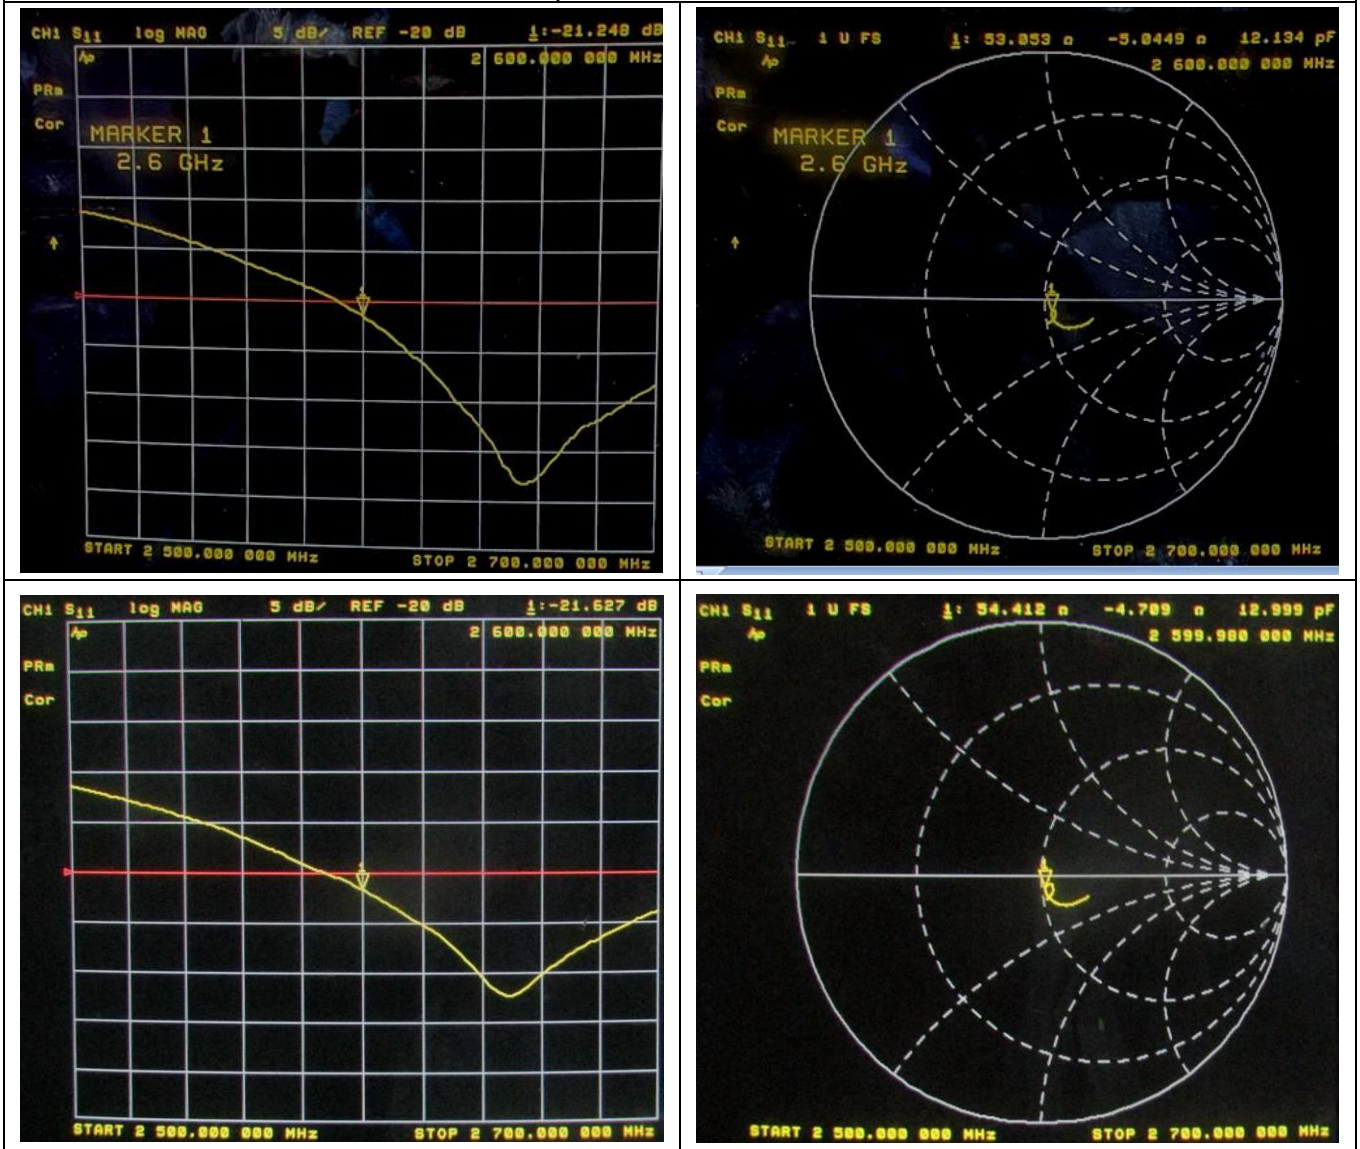 CH1 S11 log MAG 5 dB/ REF -20 dB 1:-21.248 dB
2 600.000 000 MHz
PRm
Cor
MARKER 1
2.6 GHz
START 2 500.000 000 MHz STOP 2 700.000 000 MHz
CH1 S11 1 U FS 1: 53.053 Ω -5.0449 Ω 12.134 pF
2 600.000 000 MHz
PRm
Cor
MARKER 1
2.6 GHz
START 2 500.000 000 MHz STOP 2 700.000 000 MHz
CH1 S11 log MAG 5 dB/ REF -20 dB 1:-21.627 dB
2 600.000 000 MHz
PRm
Cor
START 2 500.000 000 MHz STOP 2 700.000 000 MHz
CH1 S11 1 U FS 1: 54.412 Ω -4.709 Ω 12.999 pF
2 599.980 000 MHz
PRm
Cor
START 2 500.000 000 MHz STOP 2 700.000 000 MHz